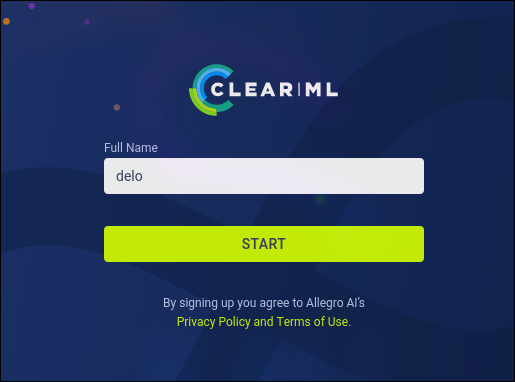 CLEAR|ML
Full Name
delo
START
By signing up you agree to Allegro AI's
Privacy Policy and Terms of Use.